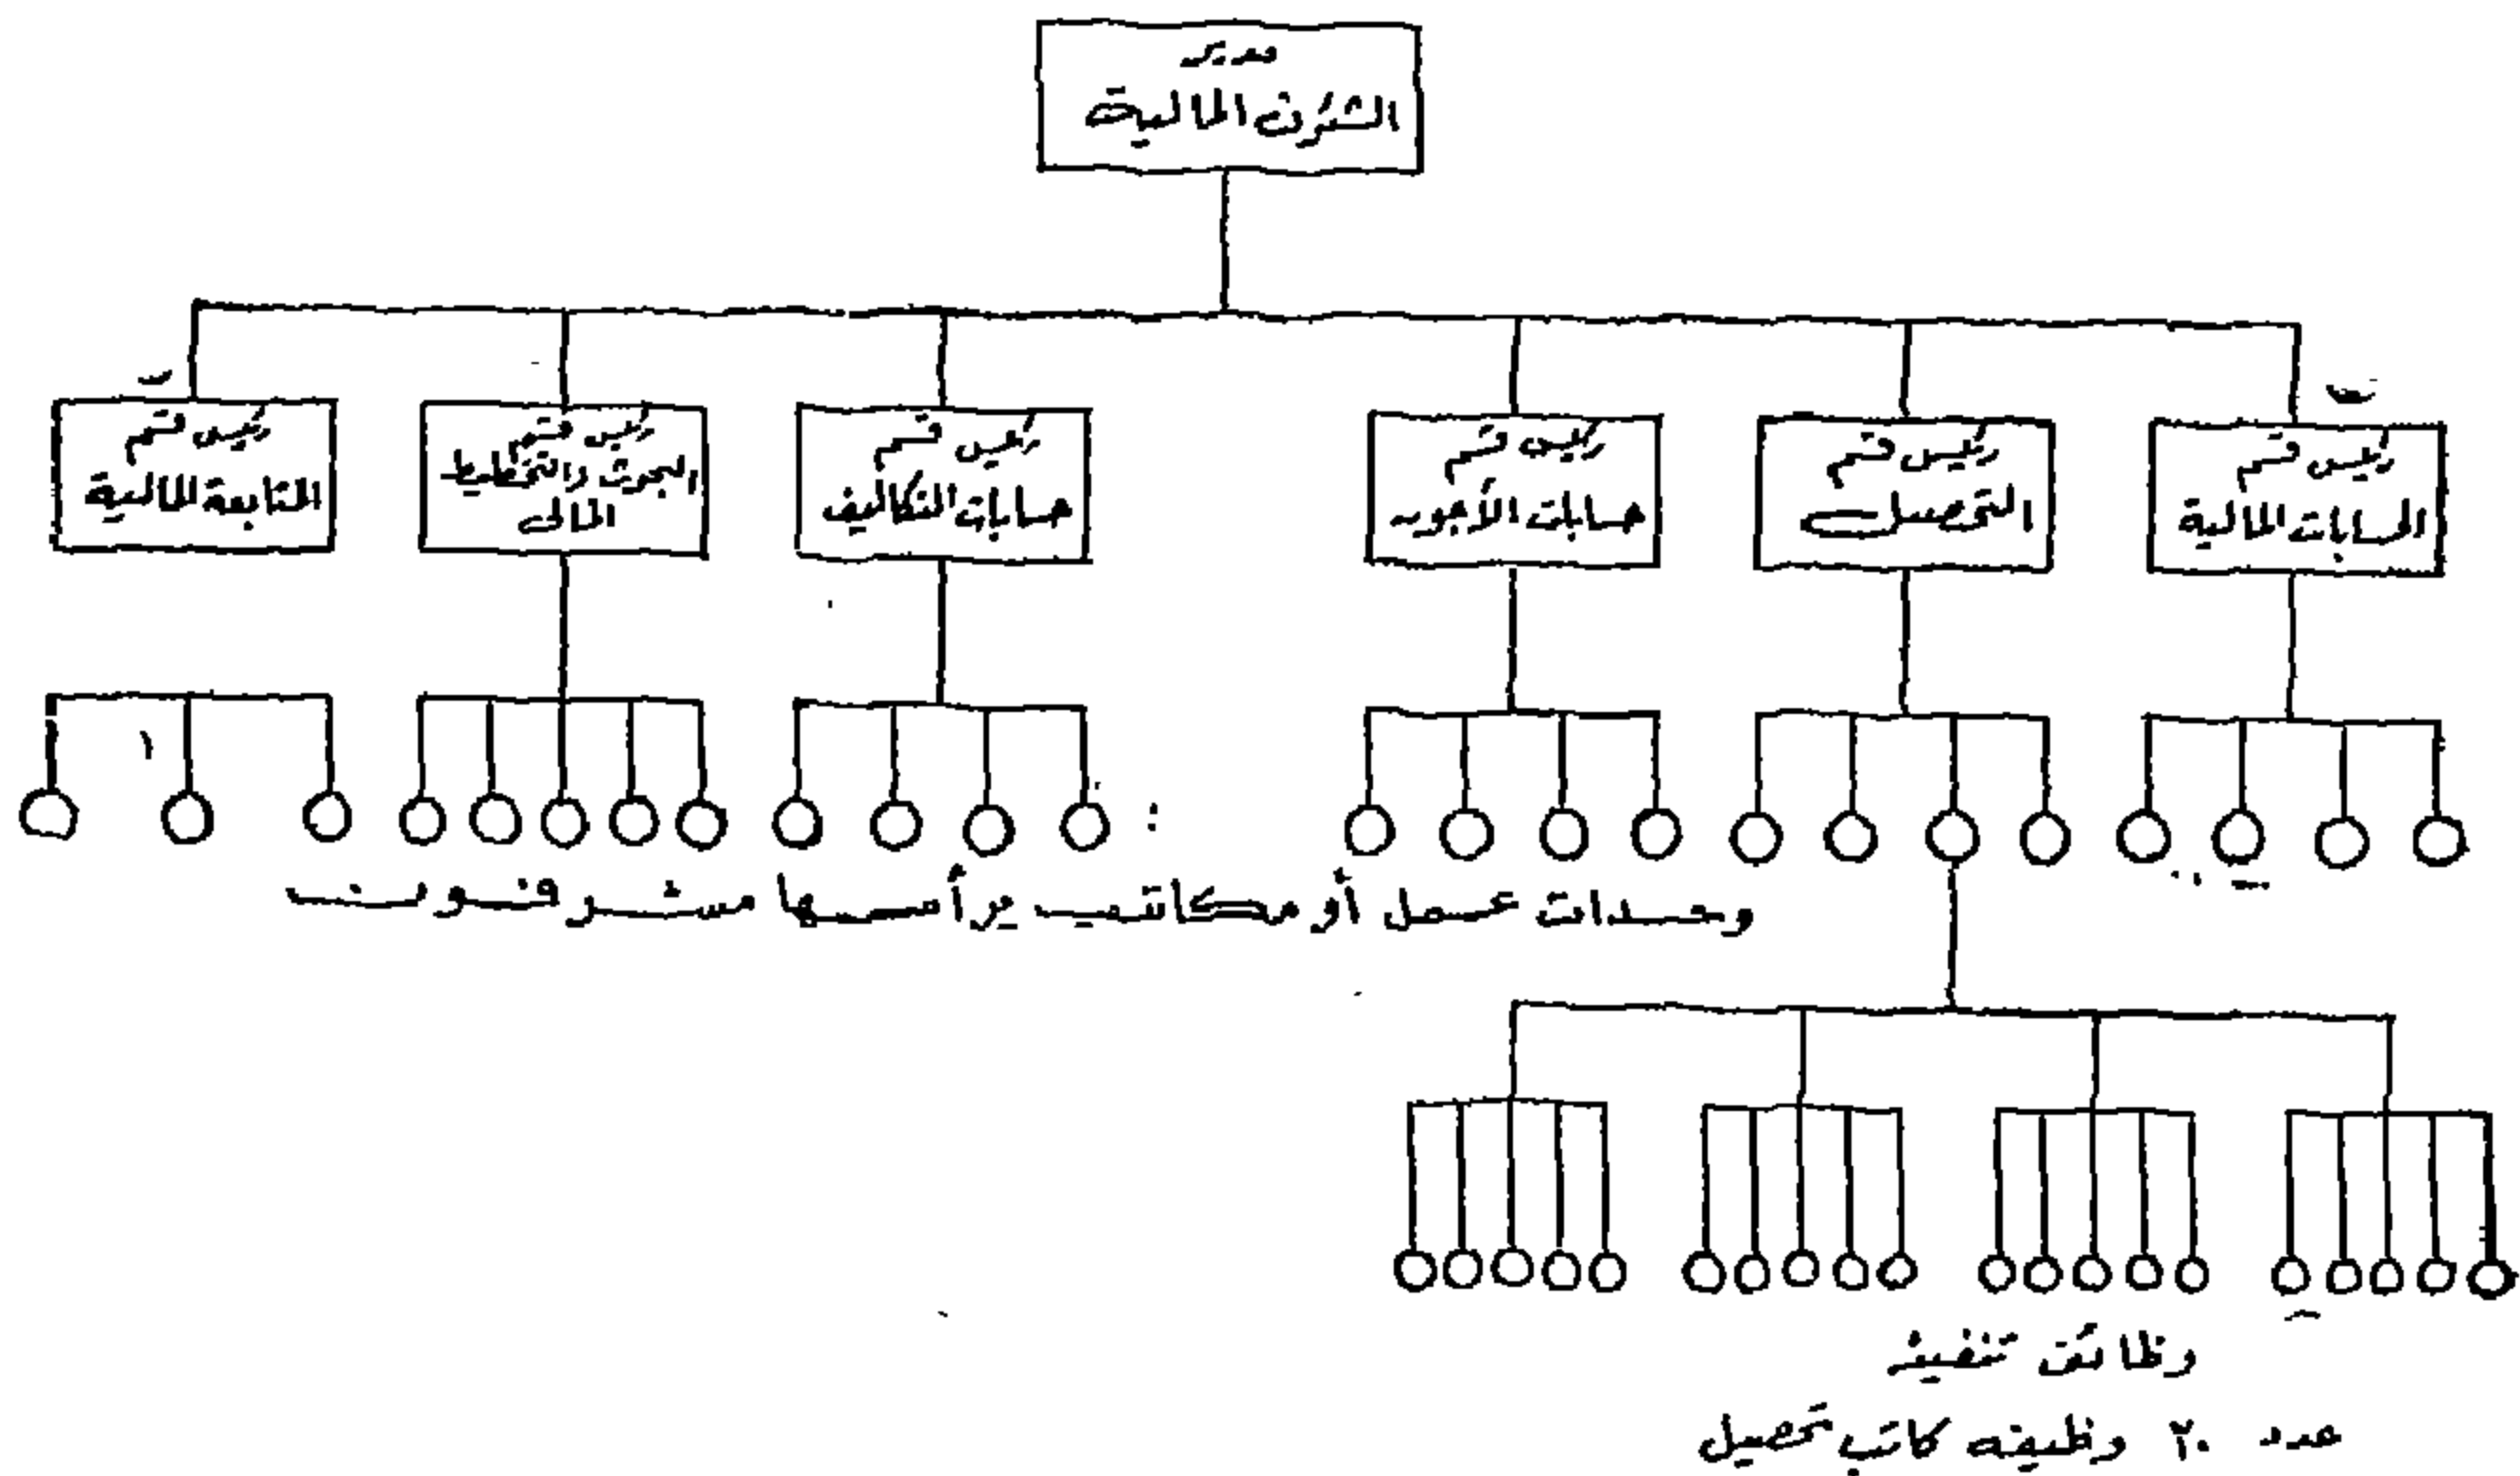 مدير
الشئون المالية
رئيس قسم
الحسابات المالية
رئيس قسم
التحصيل
رئيس قسم
حسابات الأجور
رئيس قسم
حسابات التكاليف
رئيس قسم
البحوث والتخطيط
المالى
رئيس قسم
المتابعة المالية
وحدات عمل أو مكاتب يرأسها مشرفون
وظائف تنفيذ
عدد ٢٠ وظيفه كاتب تحصيل